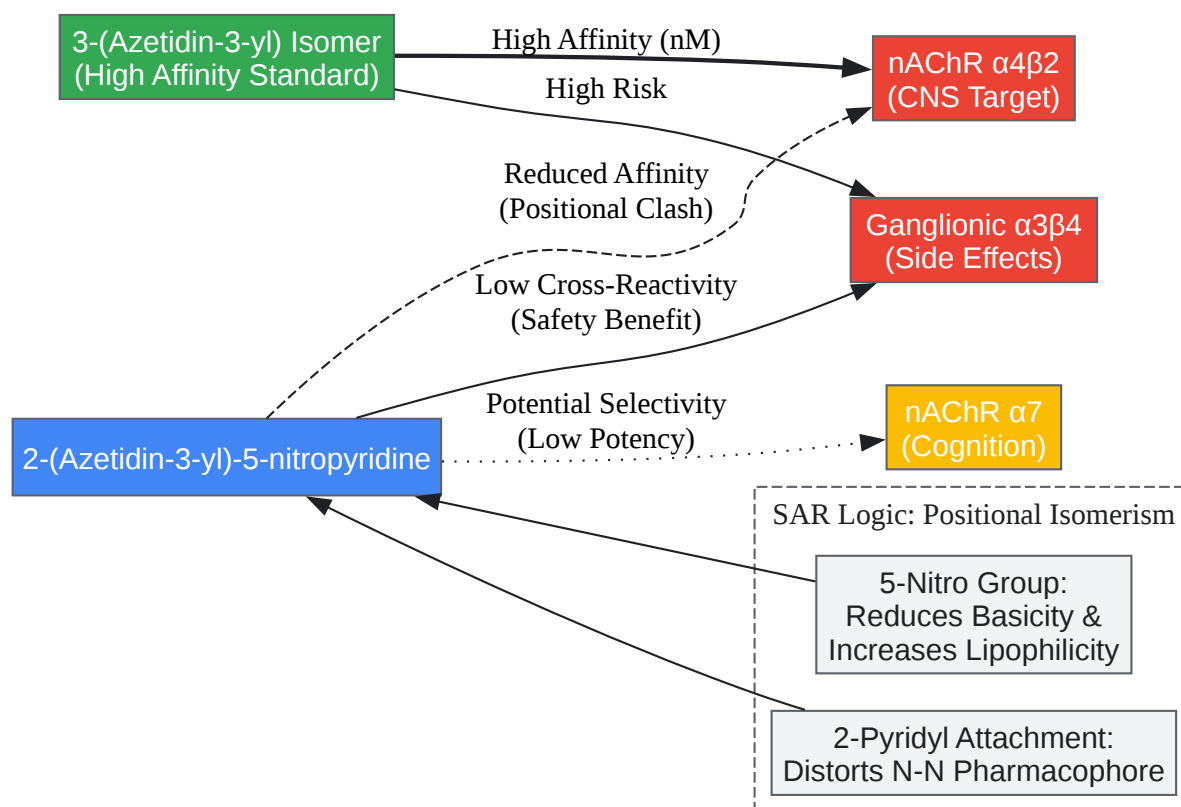 3-(Azetidin-3-yl) Isomer
(High Affinity Standard)
High Affinity (nM)
High Risk
nAChR α4β2
(CNS Target)
Reduced Affinity
(Positional Clash)
Ganglionic α3β4
(Side Effects)
Low Cross-Reactivity
(Safety Benefit)
2-(Azetidin-3-yl)-5-nitropyridine
Potential Selectivity
(Low Potency)
nAChR α7
(Cognition)
SAR Logic: Positional Isomerism
5-Nitro Group:
Reduces Basicity &
Increases Lipophilicity
2-Pyridyl Attachment:
Distorts N-N Pharmacophore